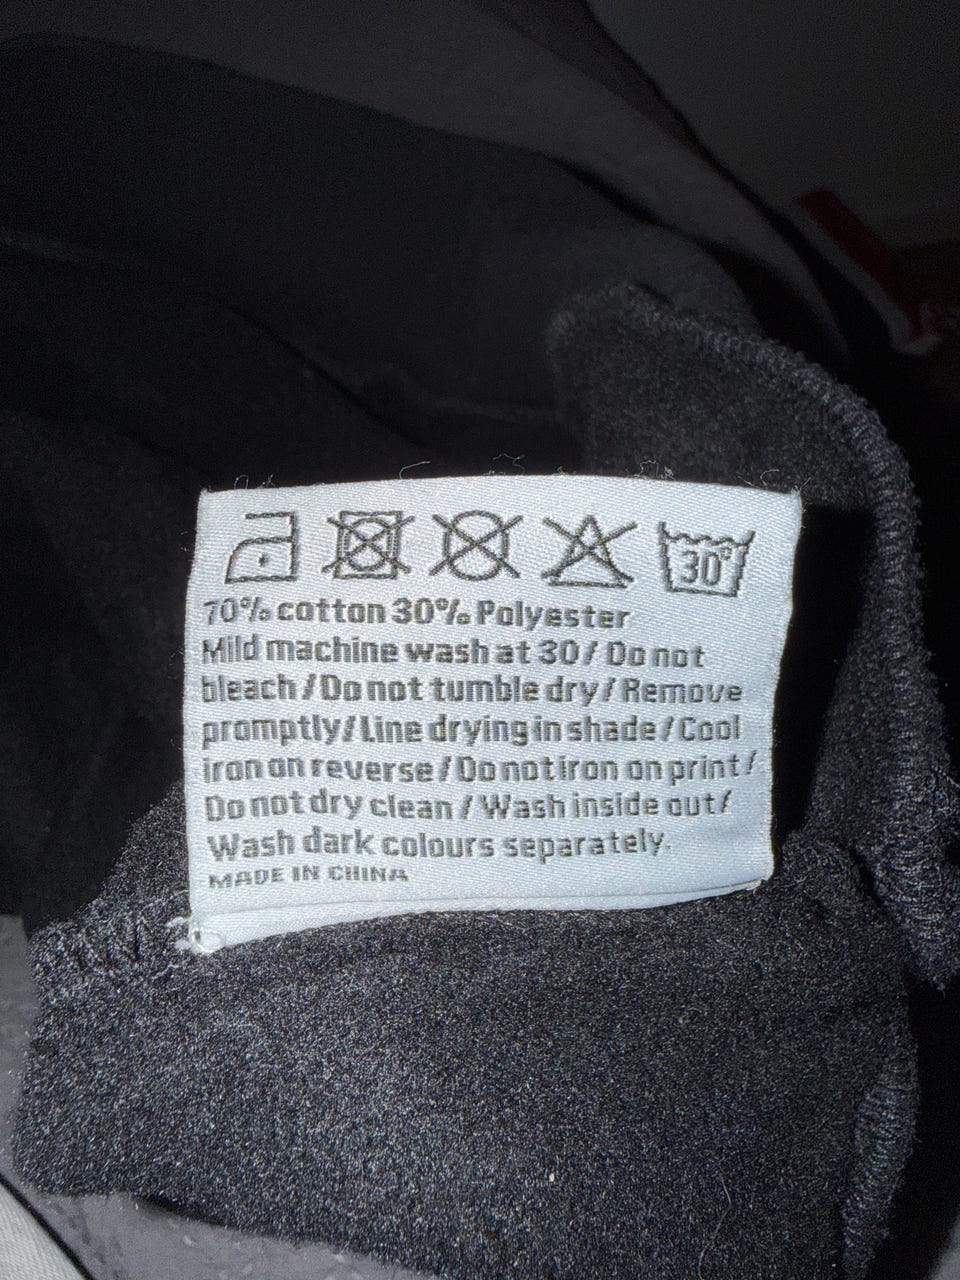 30°
70% cotton 30% Polyester
Mild machine wash at 30/ Do not
bleach/Do not tumble dry/Remove
promptly/Line drying in shade/Cool
iron on reverse/Do not iron on print/
Do not dry clean/Wash inside out/
Wash dark colours separately.
MADE IN CHINA